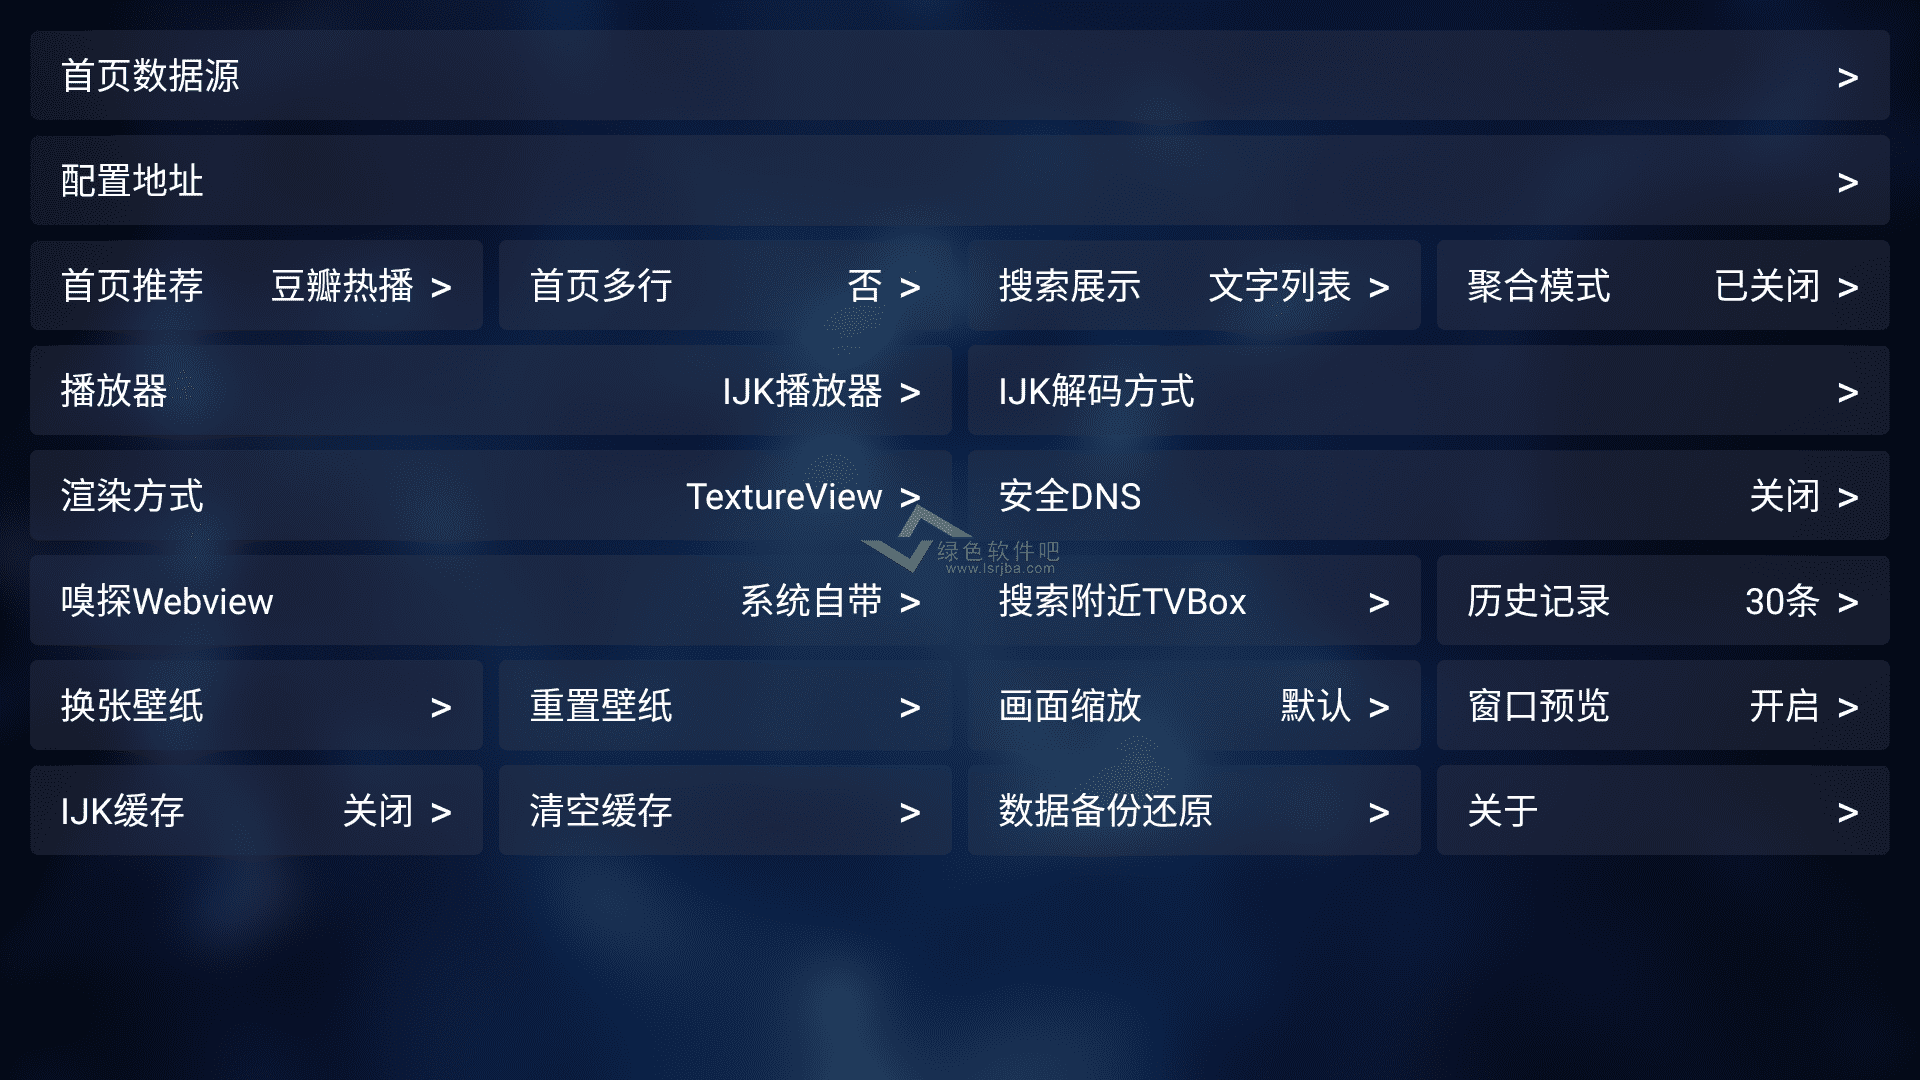 首页数据源 >
配置地址 >
首页推荐 豆瓣热播 > 首页多行 否 > 搜索展示 文字列表 > 聚合模式 已关闭 >
播放器 IJK播放器 > IJK解码方式 >
渲染方式 TextureView > 安全DNS 关闭 >
绿色软件吧
www.lsrjba.com
嗅探Webview 系统自带 > 搜索附近TVBox > 历史记录 30条 >
换张壁纸 > 重置壁纸 > 画面缩放 默认 > 窗口预览 开启 >
IJK缓存 关闭 > 清空缓存 > 数据备份还原 > 关于 >